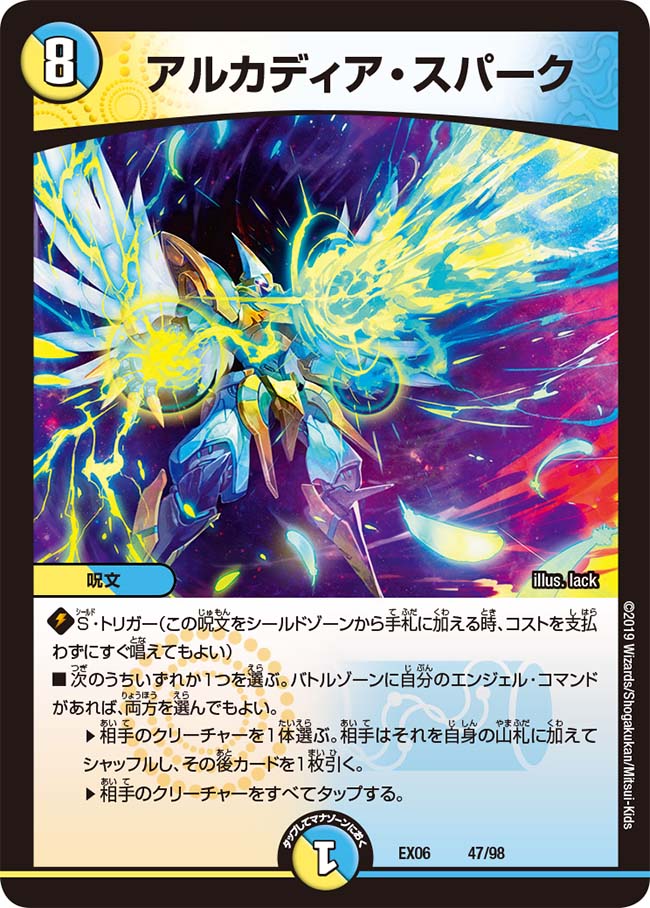 8
アルカディア・スパーク
呪文
illus. lack
S・トリガー(この呪文をシールドゾーンから手札に加える時、コストを支払
わずにすぐ唱えてもよい)
■ 次のうちいずれか1つを選ぶ。バトルゾーンに自分のエンジェル・コマンド
があれば、両方を選んでもよい。
▶相手のクリーチャーを1体選ぶ。相手はそれを自身の山札に加えて
シャッフルし、その後カードを1枚引く。
▶相手のクリーチャーをすべてタップする。
©2019 Wizards/Shogakukan/Mitsui-Kids
タップしてマナゾーンにおく
1
EX06 47/98